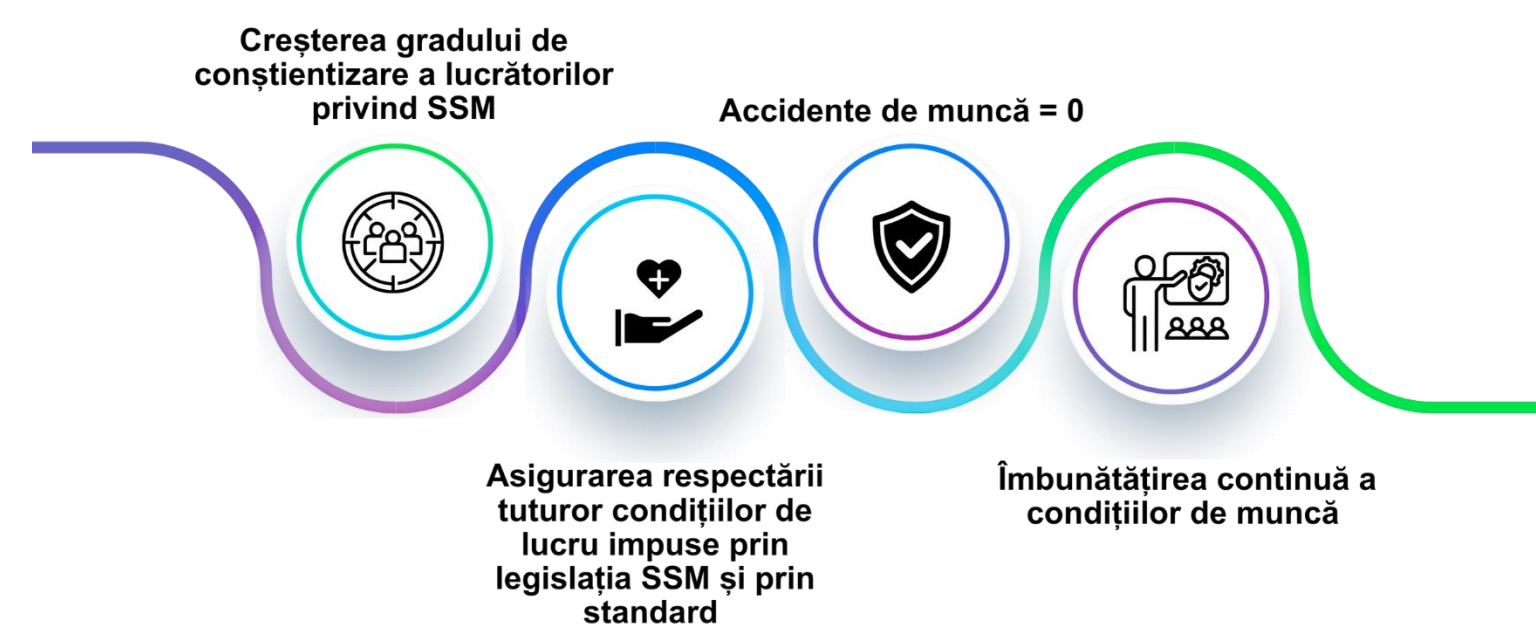 Creșterea gradului de
conștientizare a lucrătorilor
privind SSM
Accidente de muncă = 0
Asigurarea respectării
tuturor condițiilor de
lucru impuse prin
legislația SSM și prin
standard
Îmbunătățirea continuă a
condițiilor de muncă